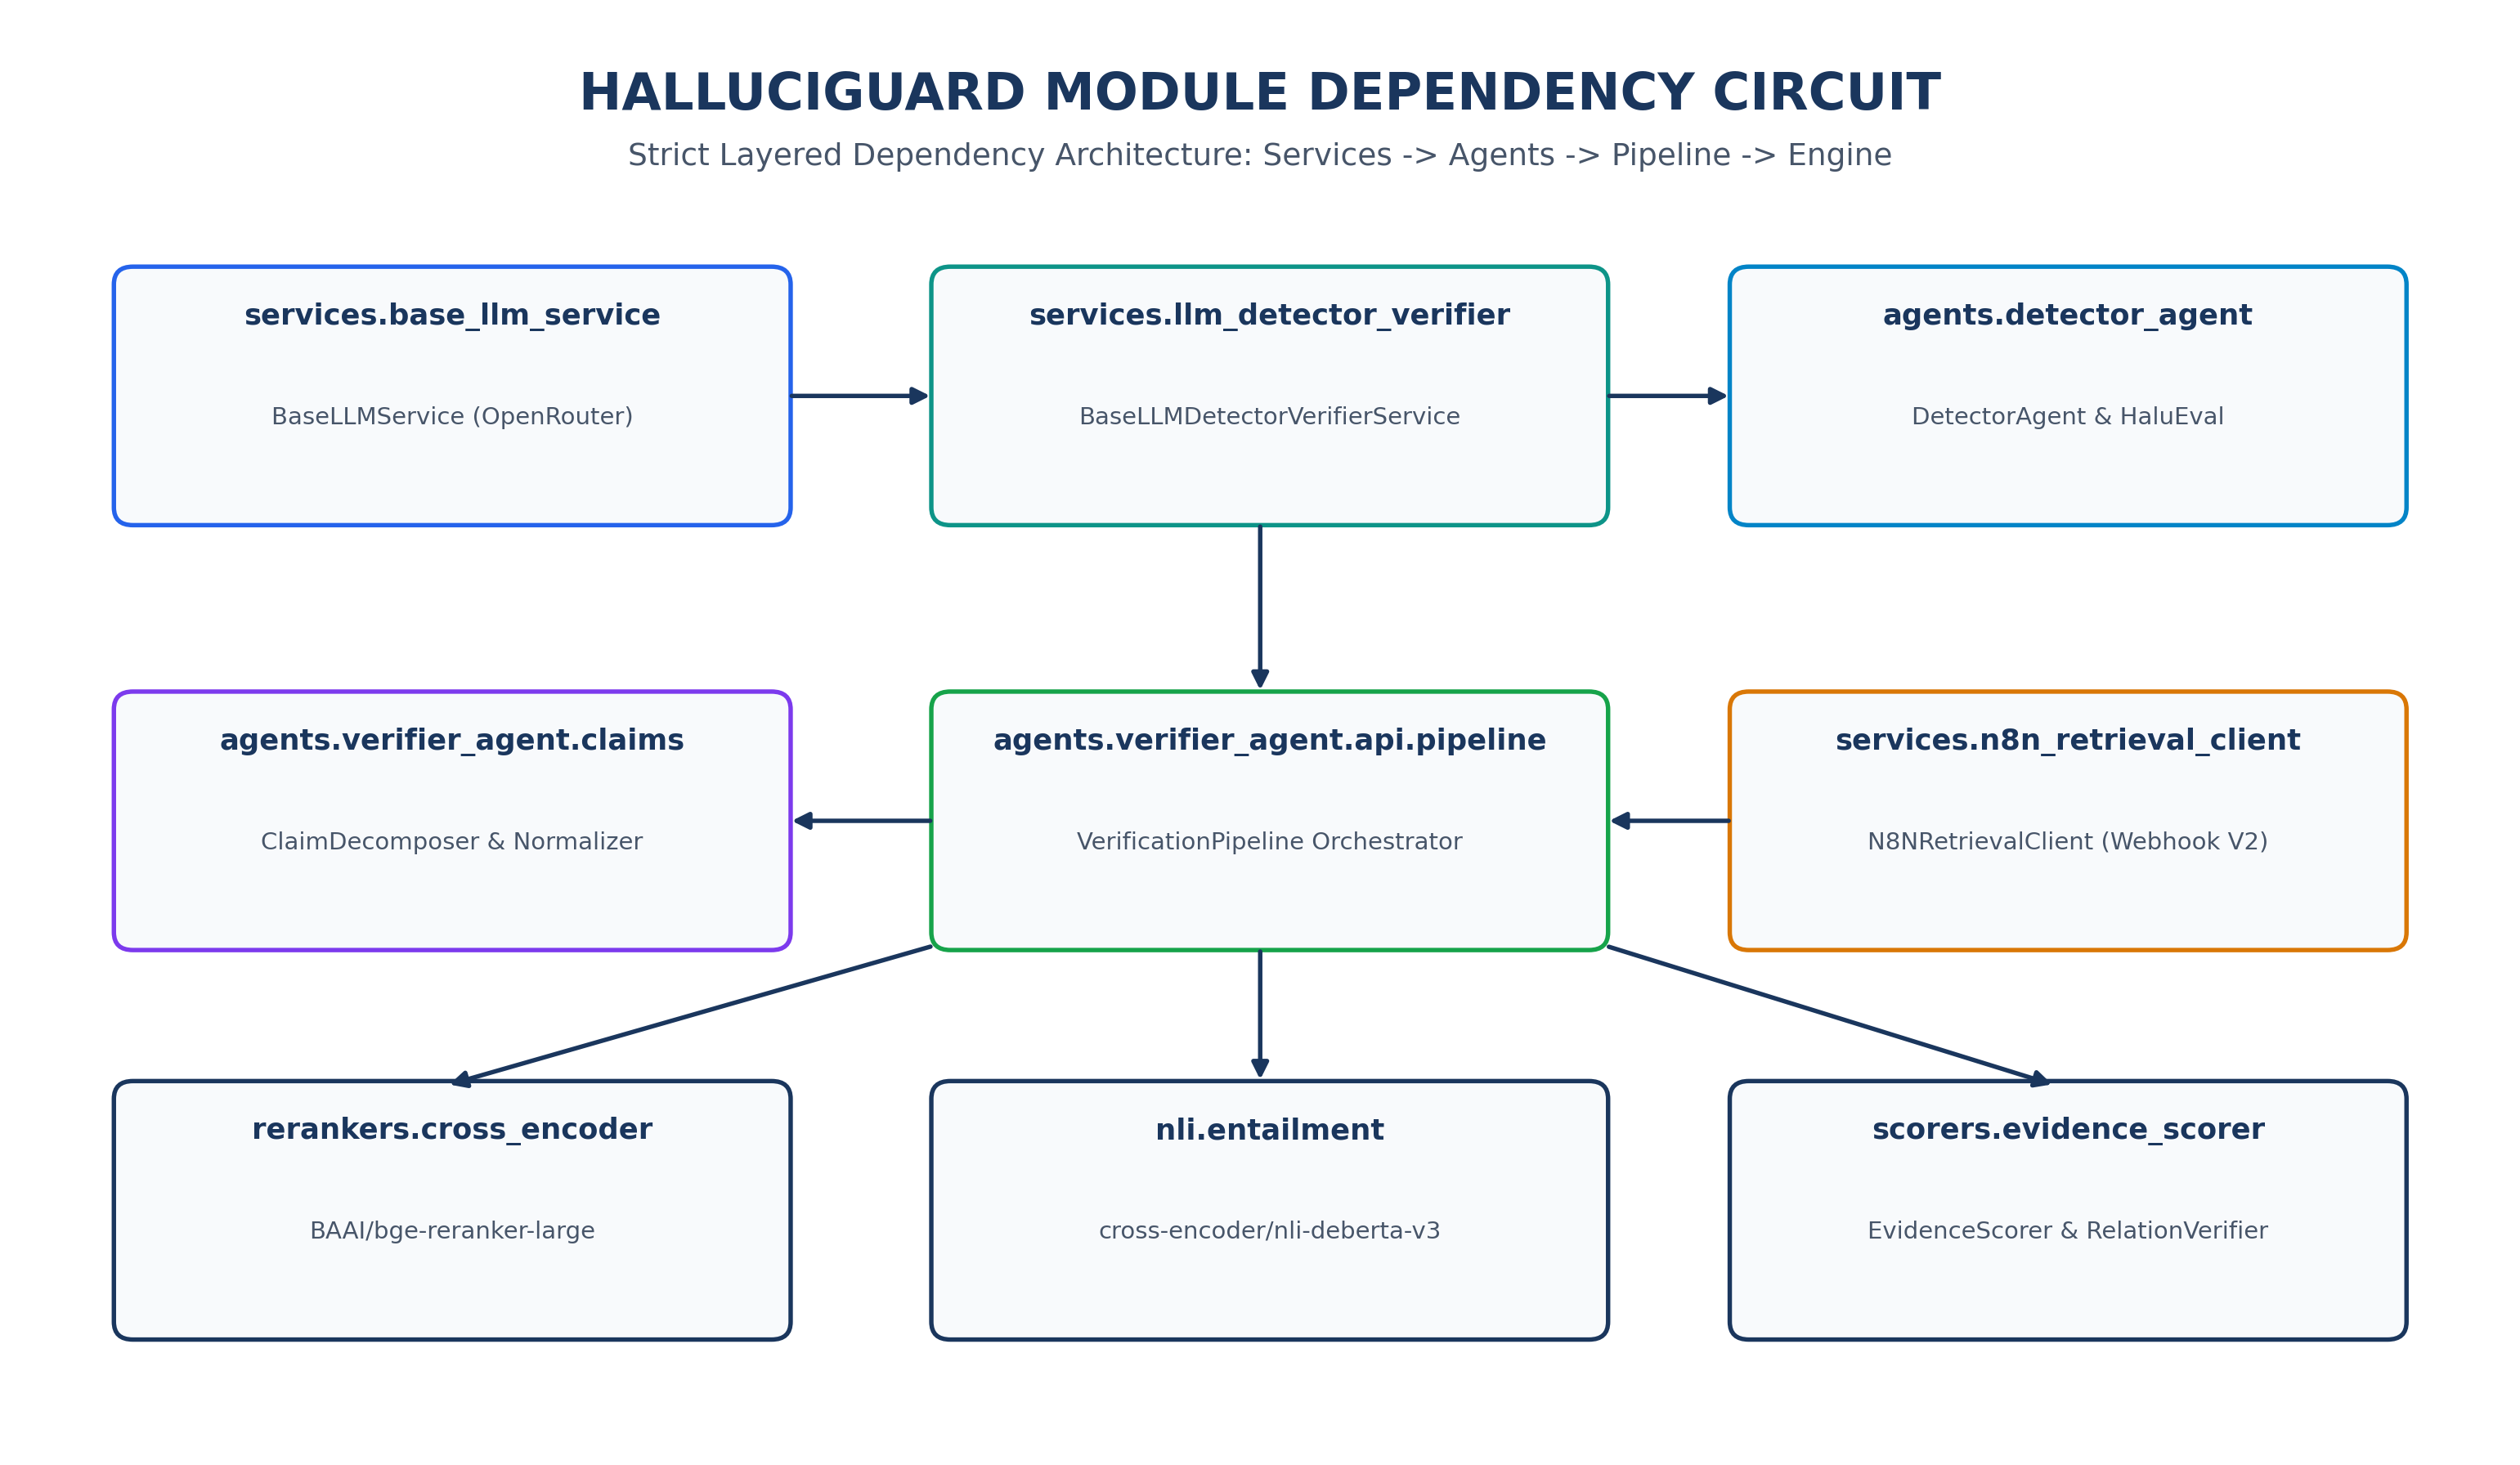 HALLUCIGUARD MODULE DEPENDENCY CIRCUIT
Strict Layered Dependency Architecture: Services -> Agents -> Pipeline -> Engine
services.base_llm_service
BaseLLMService (OpenRouter)
services.llm_detector_verifier
BaseLLMDetectorVerifierService
agents.detector_agent
DetectorAgent & HaluEval
agents.verifier_agent.claims
ClaimDecomposer & Normalizer
agents.verifier_agent.api.pipeline
VerificationPipeline Orchestrator
services.n8n_retrieval_client
N8NRetrievalClient (Webhook V2)
rerankers.cross_encoder
BAAI/bge-reranker-large
nli.entailment
cross-encoder/nli-deberta-v3
scorers.evidence_scorer
EvidenceScorer & RelationVerifier